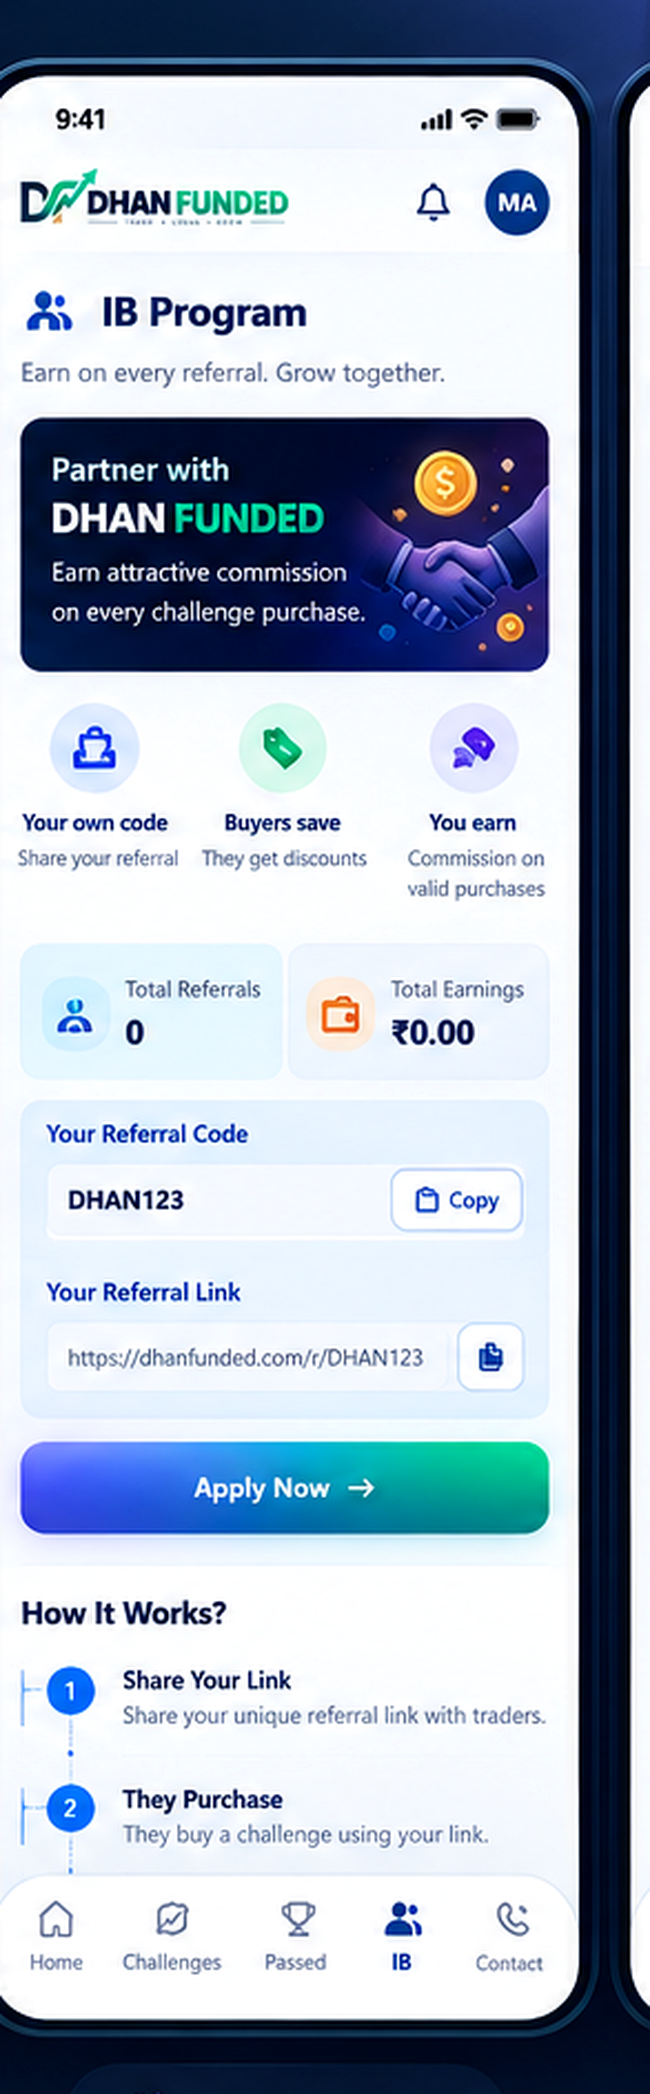 9:41
DHAN FUNDED
MA
IB Program
Earn on every referral. Grow together.
Partner with
DHAN FUNDED
Earn attractive commission
on every challenge purchase.
Your own code
Share your referral
Buyers save
They get discounts
You earn
Commission on
valid purchases
Total Referrals
0
Total Earnings
₹0.00
Your Referral Code
DHAN123
Copy
Your Referral Link
https://dhanfunded.com/r/DHAN123
Apply Now →
How It Works?
1
Share Your Link
Share your unique referral link with traders.
2
They Purchase
They buy a challenge using your link.
Home
Challenges
Passed
IB
Contact